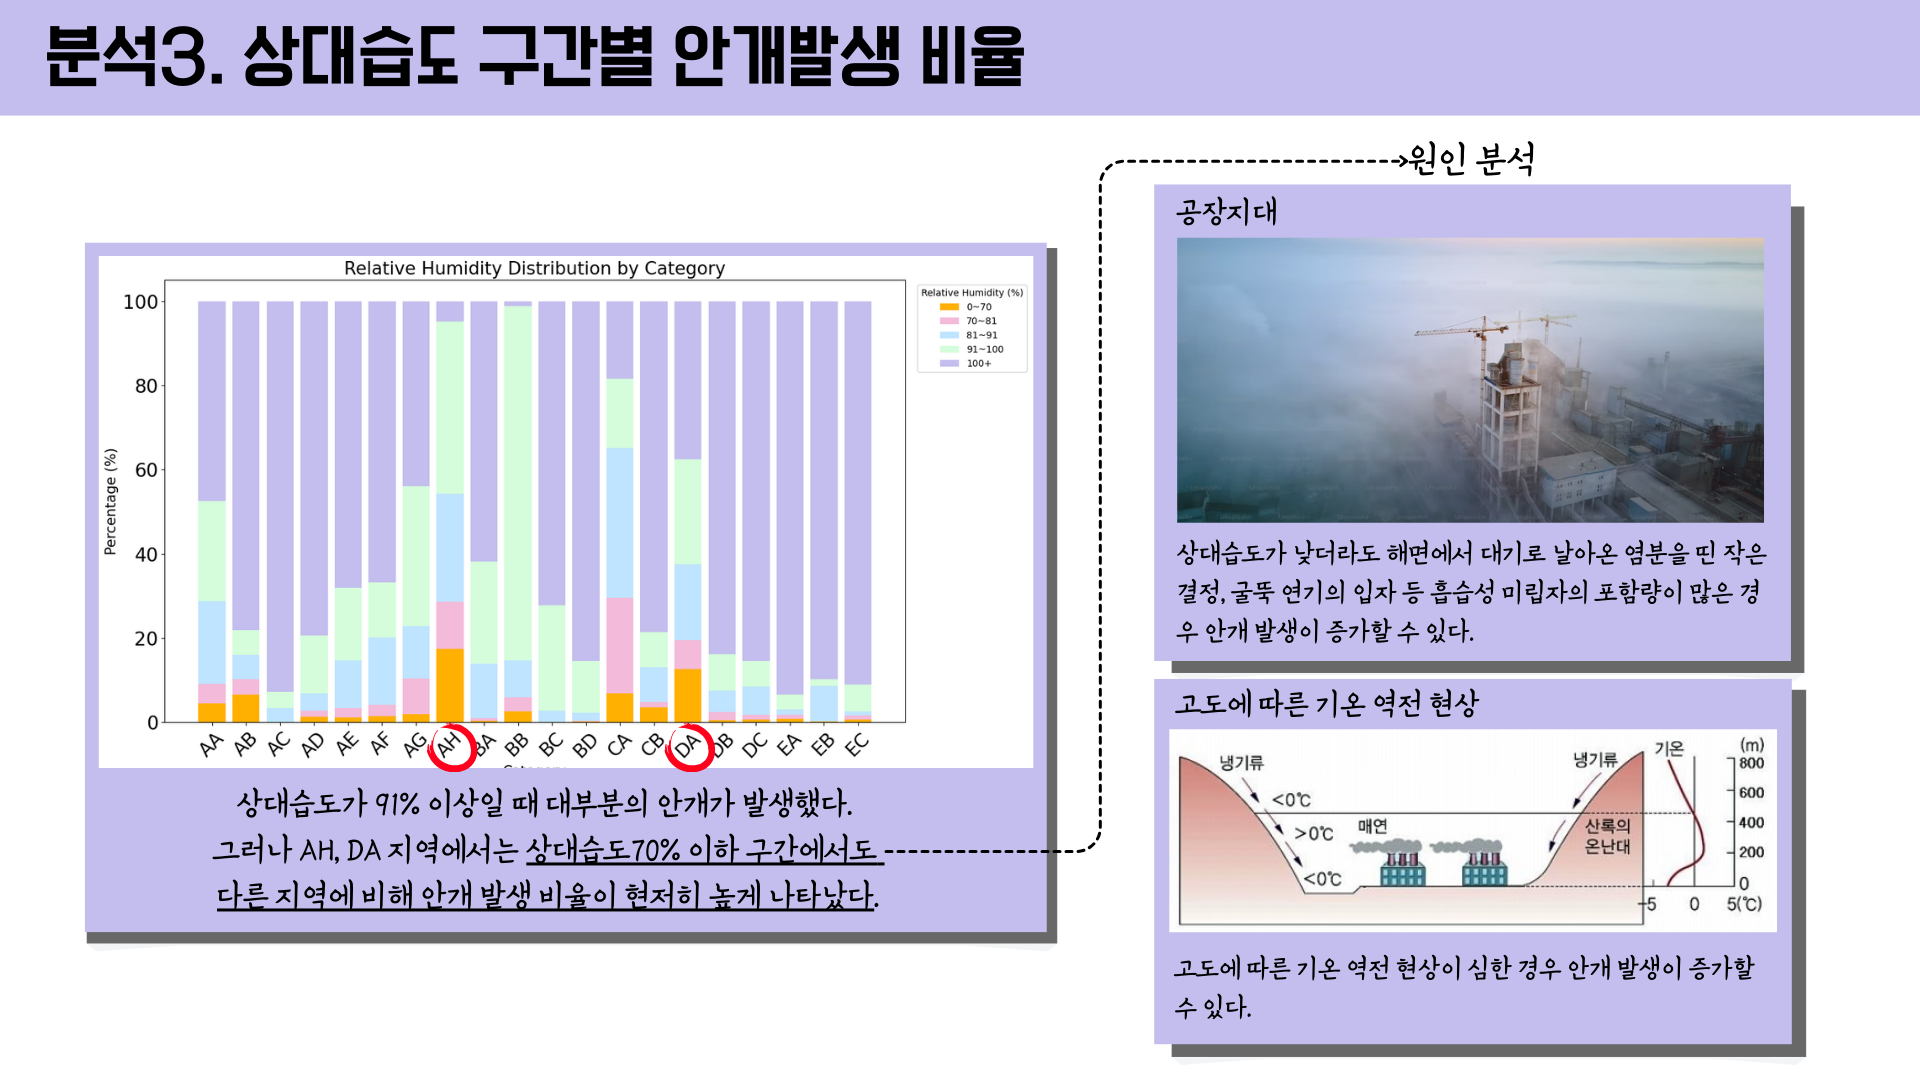 분석3. 상대습도 구간별 안개발생 비율
Relative Humidity Distribution by Category
Relative Humidity (%)
0~70
70~81
81~91
91~100
100+
Percentage (%)
100
80
60
40
20
0
AA AB AC AD AE AF AG AH BA BB BC BD CA CB DA DB DC EA EB EC
상대습도가 91% 이상일 때 대부분의 안개가 발생했다.
그러나 AH, DA 지역에서는 상대습도70% 이하 구간에서도
다른 지역에 비해 안개 발생 비율이 현저히 높게 나타났다.
원인 분석
공장지대
상대습도가 낮더라도 해면에서 대기로 날아온 염분을 띤 작은
결정, 굴뚝 연기의 입자 등 흡습성 미립자의 포함량이 많은 경
우 안개 발생이 증가할 수 있다.
고도에 따른 기온 역전 현상
냉기류
냉기류
기온
(m)
800
600
400
200
0
<0℃
>0℃
<0℃
매연
산록의
온난대
-5 0 5(℃)
고도에 따른 기온 역전 현상이 심한 경우 안개 발생이 증가할
수 있다.